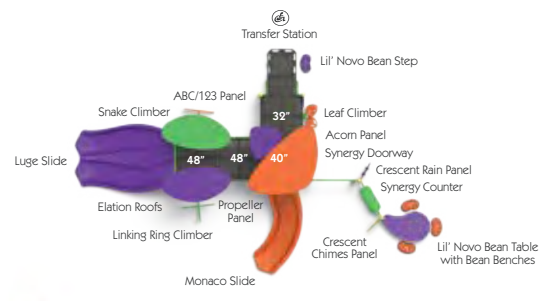 Transfer Station
Lil' Novo Bean Step
ABC/123 Panel
Snake Climber
32"
Leaf Climber
Acorn Panel
Synergy Doorway
Luge Slide
48"
48"
40"
Crescent Rain Panel
Synergy Counter
Elation Roofs
Propeller
Panel
Linking Ring Climber
Crescent
Chimes Panel
Lil' Novo Bean Table
with Bean Benches
Monaco Slide